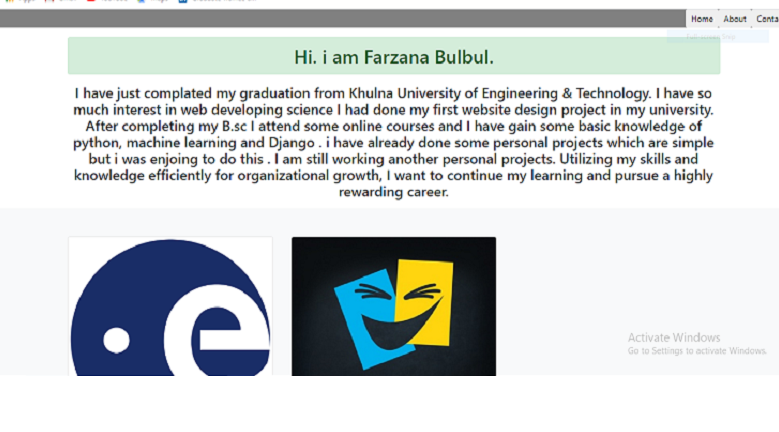 Home About Conta
Hi. i am Farzana Bulbul.
I have just complated my graduation from Khulna University of Engineering & Technology. I have so
much interest in web developing science I had done my first website design project in my university.
After completing my B.sc I attend some online courses and I have gain some basic knowledge of
python, machine learning and Django . i have already done some personal projects which are simple
but i was enjoing to do this . I am still working another personal projects. Utilizing my skills and
knowledge efficiently for organizational growth, I want to continue my learning and pursue a highly
rewarding career.
e
Activate Windows
Go to Settings to activate Windows.